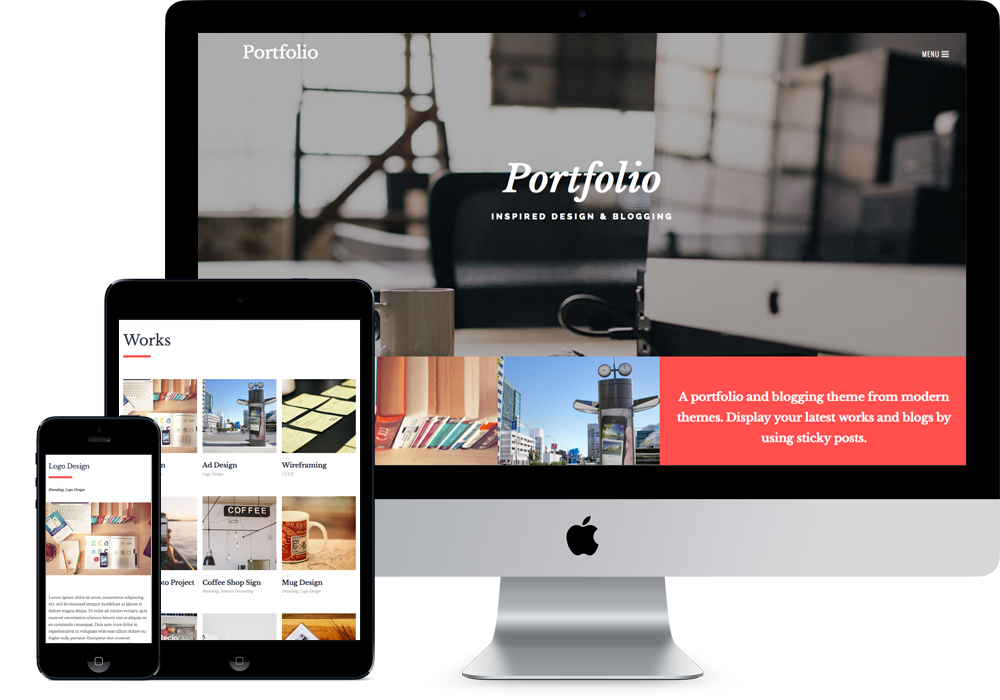 Portfolio
MENU
Portfolio
INSPIRED DESIGN & BLOGGING
A portfolio and blogging theme from modern
themes. Display your latest works and blogs by
using sticky posts.
Works
Ad Design
Logo Design
Wireframing
COFFEE
to Project
Coffee Shop Sign
Branding, Interior Decorating
Mug Design
Branding, Logo Design
Logo Design
Branding, Logo Design
Lorem ipsum dolor sit amet, consectetur adipiscing
elit, sed do eiusmod tempor incididunt ut labore et
dolore magna aliqua. Ut enim ad minim veniam, quis
nostrud exercitation ullamco laboris nisi ut aliquip ex
ea commodo consequat. Duis aute irure dolor in
reprehenderit in voluptate velit esse cillum dolore eu
fugiat nulla pariatur. Excepteur sint occaecat